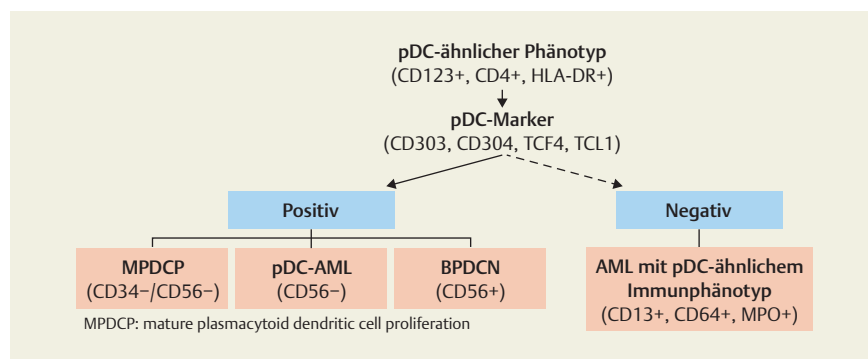 pDC-ähnlicher Phänotyp
(CD123+, CD4+, HLA-DR+)
pDC-Marker
(CD303, CD304, TCF4, TCL1)
Positiv
Negativ
MPDCP
(CD34−/CD56−)
pDC-AML
(CD56−)
BPDCN
(CD56+)
AML mit pDC-ähnlichem
Immunphänotyp
(CD13+, CD64+, MPO+)
MPDCP: mature plasmacytoid dendritic cell proliferation